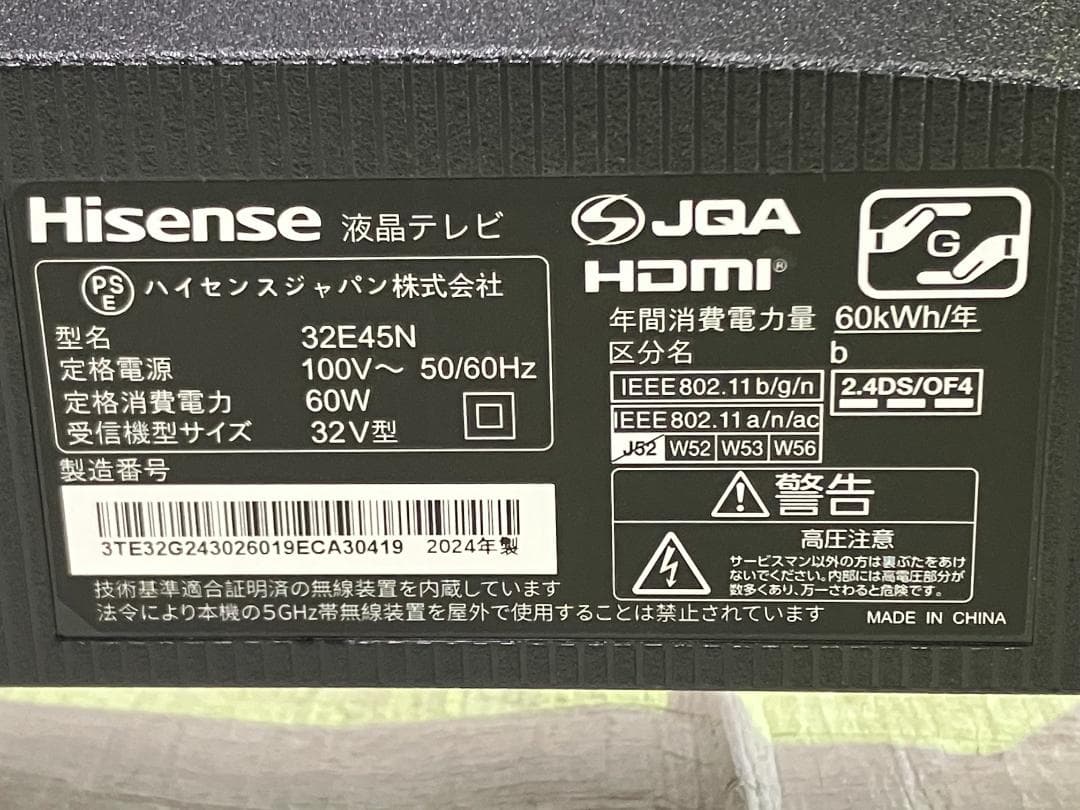 Hisense 液晶テレビ
PSE ハイセンスジャパン株式会社
型名 32E45N
定格電源 100V～ 50/60Hz
定格消費電力 60W
受信機型サイズ 32V型
製造番号
3TE32G243026019ECA30419 2024年製
技術基準適合証明済の無線装置を内蔵しています
法令により本機の5GHz帯無線装置を屋外で使用することは禁止されています
JQA
HDMI®
G
年間消費電力量 60kWh/年
区分名 b
IEEE802.11b/g/n
2.4DS/OF4
IEEE802.11a/n/ac
J52 W52 W53 W56
警告
高圧注意
サービスマン以外の方は裏ぶたをあけ
ないでください。内部には高電圧部分が
数多くあり、万一さわると危険です。
MADE IN CHINA